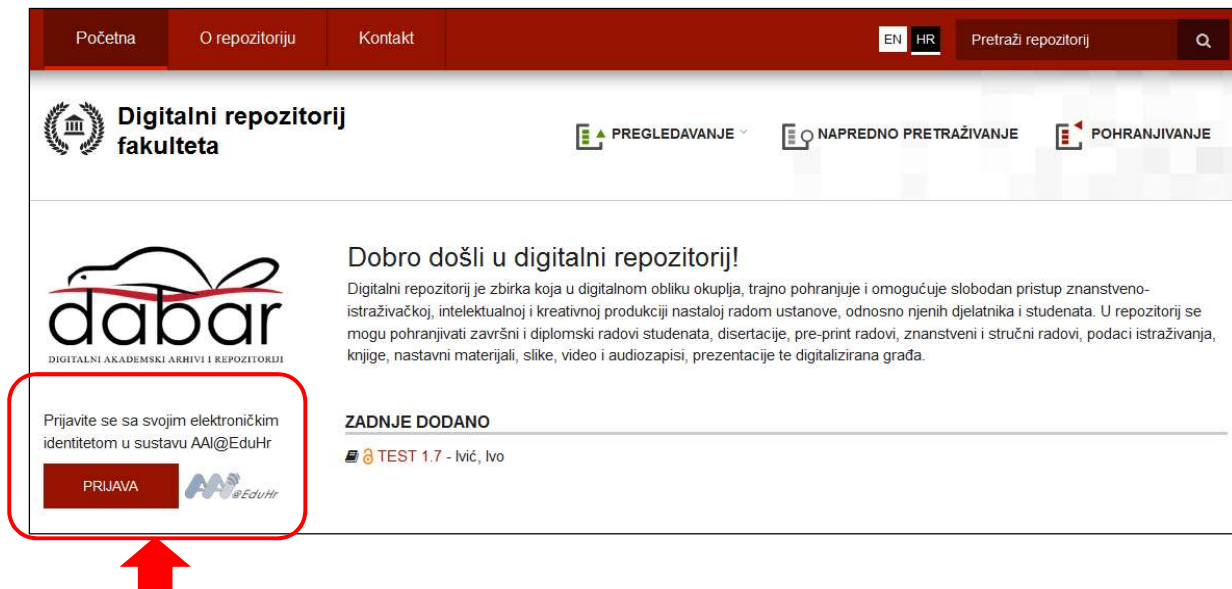 Početna O repozitoriju Kontakt EN HR Pretraži repozitorij
Digitalni repozitorij
fakulteta
PREGLEDAVANJE NAPREDNO PRETRAŽIVANJE POHRANJIVANJE
dabar
DIGITALNI AKADEMSKI ARHIVI I REPOZITORIJI
Prijavite se sa svojim elektroničkim
identitetom u sustavu AAI@EduHr
PRIJAVA AAI@EduHr
Dobro došli u digitalni repozitorij!
Digitalni repozitorij je zbirka koja u digitalnom obliku okuplja, trajno pohranjuje i omogućuje slobodan pristup znanstveno-
istraživačkoj, intelektualnoj i kreativnoj produkciji nastaloj radom ustanove, odnosno njenih djelatnika i studenata. U repozitorij se
mogu pohranjivati završni i diplomski radovi studenata, disertacije, pre-print radovi, znanstveni i stručni radovi, podaci istraživanja,
knjige, nastavni materijali, slike, video i audiozapisi, prezentacije te digitalizirana građa.
ZADNJE DODANO
TEST 1.7 - Ivić, Ivo